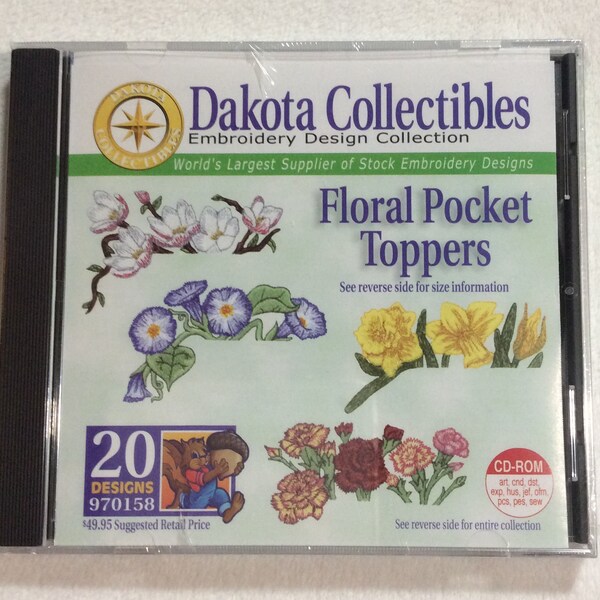 DAKOTA
COLLECTIBLES
Dakota Collectibles
Embroidery Design Collection
World's Largest Supplier of Stock Embroidery Designs
Floral Pocket
Toppers
See reverse side for size information
20
DESIGNS
970158
$49.95 Suggested Retail Price
CD-ROM
art, cnd, dst,
exp, hus, jef, ofm,
pcs, pes, sew
See reverse side for entire collection